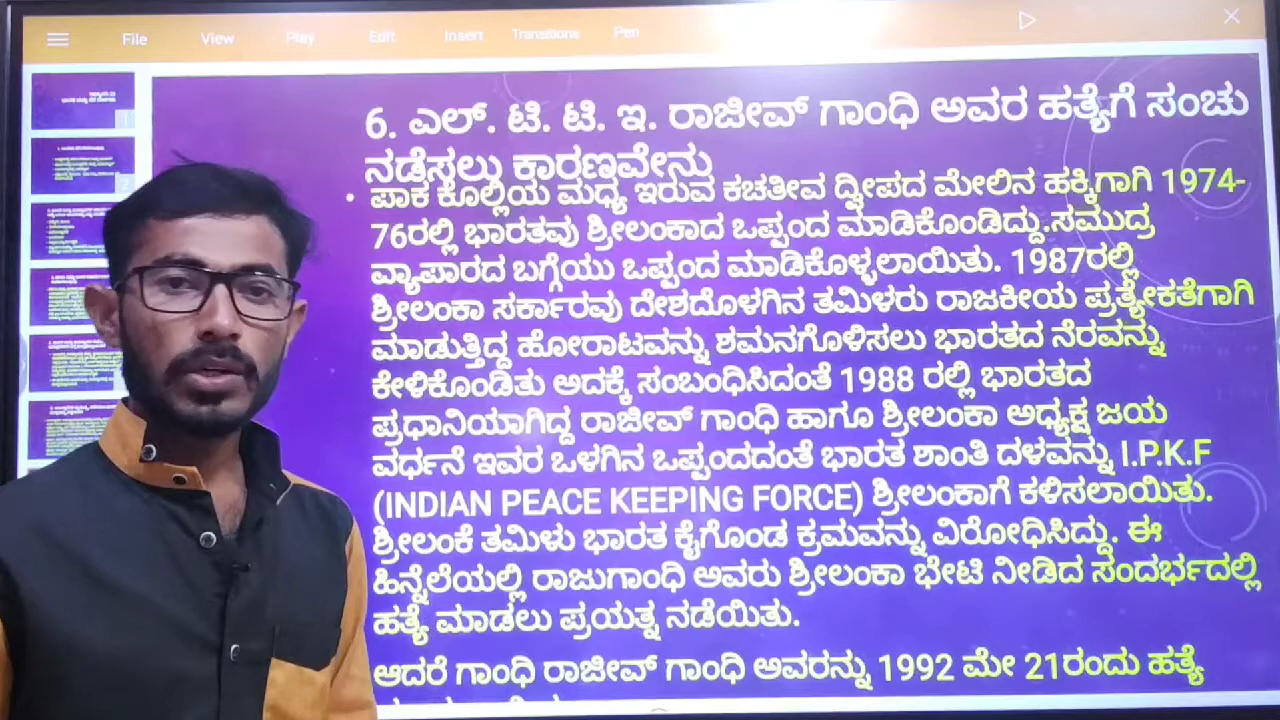 File View Play Edit Insert Transitions Pen
6. ಎಲ್. ಟಿ. ಟಿ. ಇ. ರಾಜೀವ್ ಗಾಂಧಿ ಅವರ ಹತ್ಯೆಗೆ ಸಂಚು
ನಡೆಸಲು ಕಾರಣವೇನು
• ಪಾಕ ಕೊಲ್ಲಿಯ ಮಧ್ಯ ಇರುವ ಕಚತೀವ ದ್ವೀಪದ ಮೇಲಿನ ಹಕ್ಕಿಗಾಗಿ 1974-
76ರಲ್ಲಿ ಭಾರತವು ಶ್ರೀಲಂಕಾದ ಒಪ್ಪಂದ ಮಾಡಿಕೊಂಡಿದ್ದು.ಸಮುದ್ರ
ವ್ಯಾಪಾರದ ಬಗ್ಗೆಯು ಒಪ್ಪಂದ ಮಾಡಿಕೊಳ್ಳಲಾಯಿತು. 1987ರಲ್ಲಿ
ಶ್ರೀಲಂಕಾ ಸರ್ಕಾರವು ದೇಶದೊಳಗಿನ ತಮಿಳರು ರಾಜಕೀಯ ಪ್ರತ್ಯೇಕತೆಗಾಗಿ
ಮಾಡುತ್ತಿದ್ದ ಹೋರಾಟವನ್ನು ಶಮನಗೊಳಿಸಲು ಭಾರತದ ನೆರವನ್ನು
ಕೇಳಿಕೊಂಡಿತು ಅದಕ್ಕೆ ಸಂಬಂಧಿಸಿದಂತೆ 1988 ರಲ್ಲಿ ಭಾರತದ
ಪ್ರಧಾನಿಯಾಗಿದ್ದ ರಾಜೀವ್ ಗಾಂಧಿ ಹಾಗೂ ಶ್ರೀಲಂಕಾ ಅಧ್ಯಕ್ಷ ಜಯ
ವರ್ಧನೆ ಇವರ ಒಳಗಿನ ಒಪ್ಪಂದದಂತೆ ಭಾರತ ಶಾಂತಿ ದಳವನ್ನು I.P.K.F
(INDIAN PEACE KEEPING FORCE) ಶ್ರೀಲಂಕಾಗೆ ಕಳಿಸಲಾಯಿತು.
ಶ್ರೀಲಂಕೆ ತಮಿಳು ಭಾರತ ಕೈಗೊಂಡ ಕ್ರಮವನ್ನು ವಿರೋಧಿಸಿದ್ದು. ಈ
ಹಿನ್ನೆಲೆಯಲ್ಲಿ ರಾಜುಗಾಂಧಿ ಅವರು ಶ್ರೀಲಂಕಾ ಭೇಟಿ ನೀಡಿದ ಸಂದರ್ಭದಲ್ಲಿ
ಹತ್ಯೆ ಮಾಡಲು ಪ್ರಯತ್ನ ನಡೆಯಿತು.
ಆದರೆ ಗಾಂಧಿ ರಾಜೀವ್ ಗಾಂಧಿ ಅವರನ್ನು 1992 ಮೇ 21ರಂದು ಹತ್ಯೆ